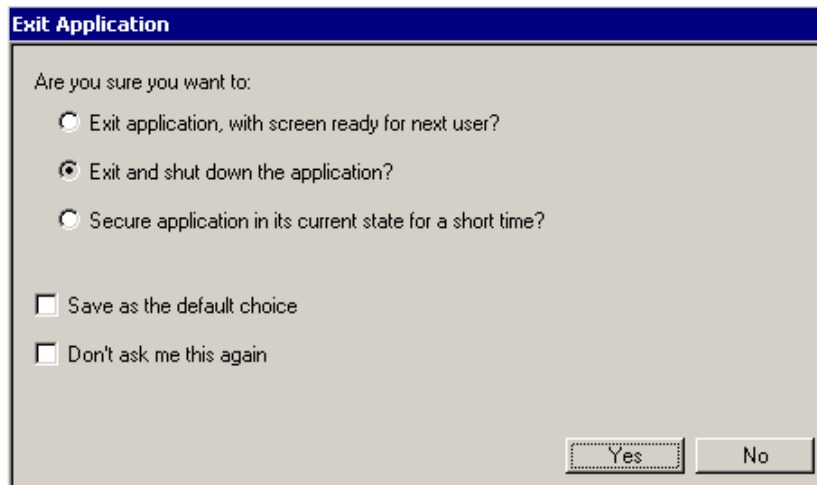 Exit Application
Are you sure you want to:
Exit application, with screen ready for next user?
Exit and shut down the application?
Secure application in its current state for a short time?
Save as the default choice
Don't ask me this again
Yes No